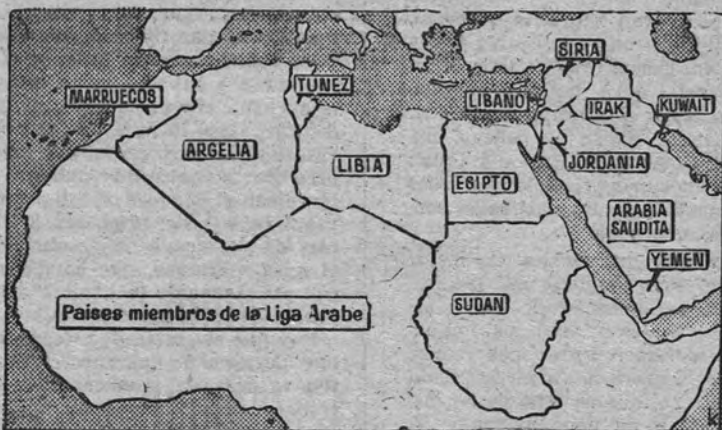 SIRIA
MARRUECOS
TUNEZ
LIBANO
IRAK
KUWAIT
ARGELIA
LIBIA
EGIPTO
JORDANIA
ARABIA
SAUDITA
YEMEN
SUDAN
Paises miembros de la Liga Arabe